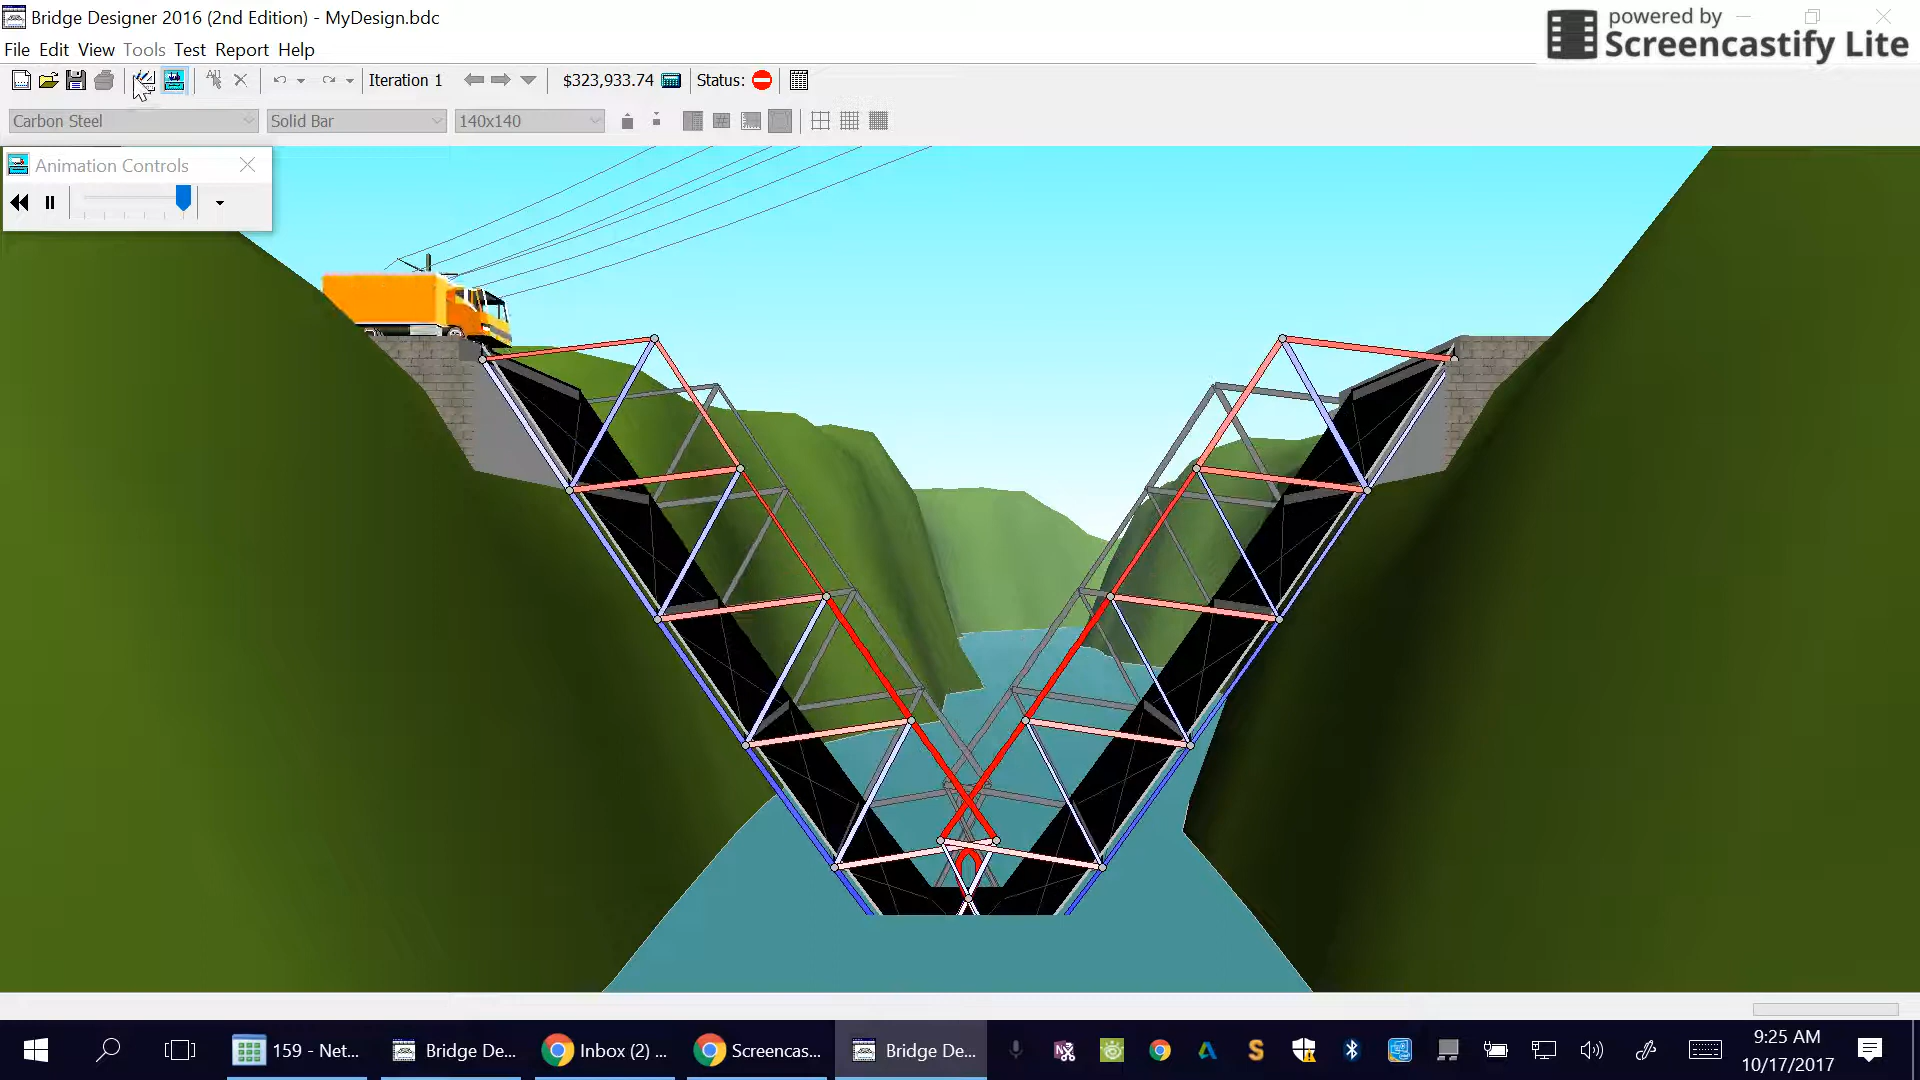 Bridge Designer 2016 (2nd Edition) - MyDesign.bdc
powered by
Screencastify Lite
File Edit View Tools Test Report Help
Iteration 1 $323,933.74 Status:
Carbon Steel Solid Bar 140x140
Animation Controls
159 - Net... Bridge De... Inbox (2) ... Screencas... Bridge De...
9:25 AM
10/17/2017